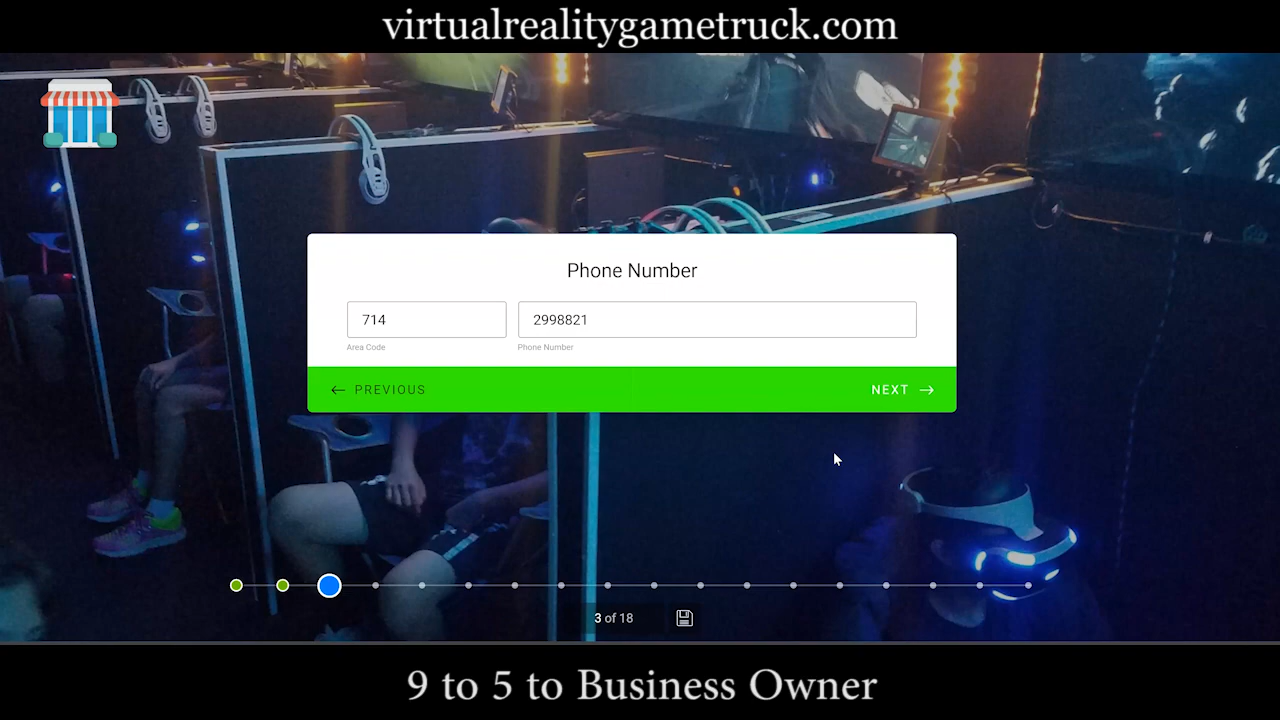 virtualrealitygametruck.com
Phone Number
714
2998821
Area Code
Phone Number
← PREVIOUS
NEXT →
3 of 18
9 to 5 to Business Owner